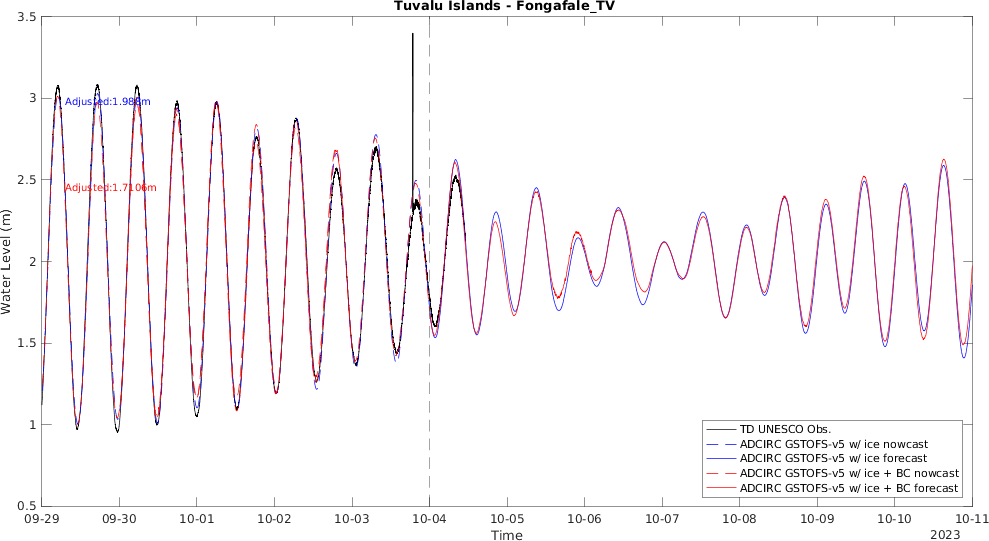 Tuvalu Islands - Fongafale_TV
3.5
3
2.5
2
1.5
1
0.5
Water Level (m)
Adjusted:1.988m
Adjusted:1.7106m
TD UNESCO Obs.
ADCIRC GSTOFS-v5 w/ ice nowcast
ADCIRC GSTOFS-v5 w/ ice forecast
ADCIRC GSTOFS-v5 w/ ice + BC nowcast
ADCIRC GSTOFS-v5 w/ ice + BC forecast
09-29 09-30 10-01 10-02 10-03 10-04 10-05 10-06 10-07 10-08 10-09 10-10 10-11
Time
2023